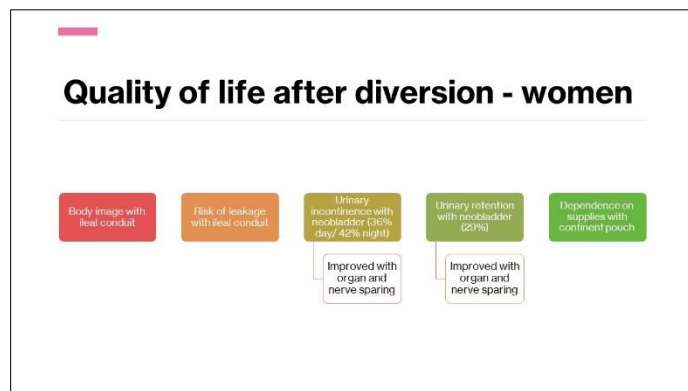 Quality of life after diversion - women
Body image with
ileal conduit
Risk of leakage
with ileal conduit
Urinary
incontinence with
neobladder (36%
day/ 42% night)
Improved with
organ and
nerve sparing
Urinary retention
with neobladder
(29%)
Improved with
organ and
nerve sparing
Dependence on
supplies with
continent pouch